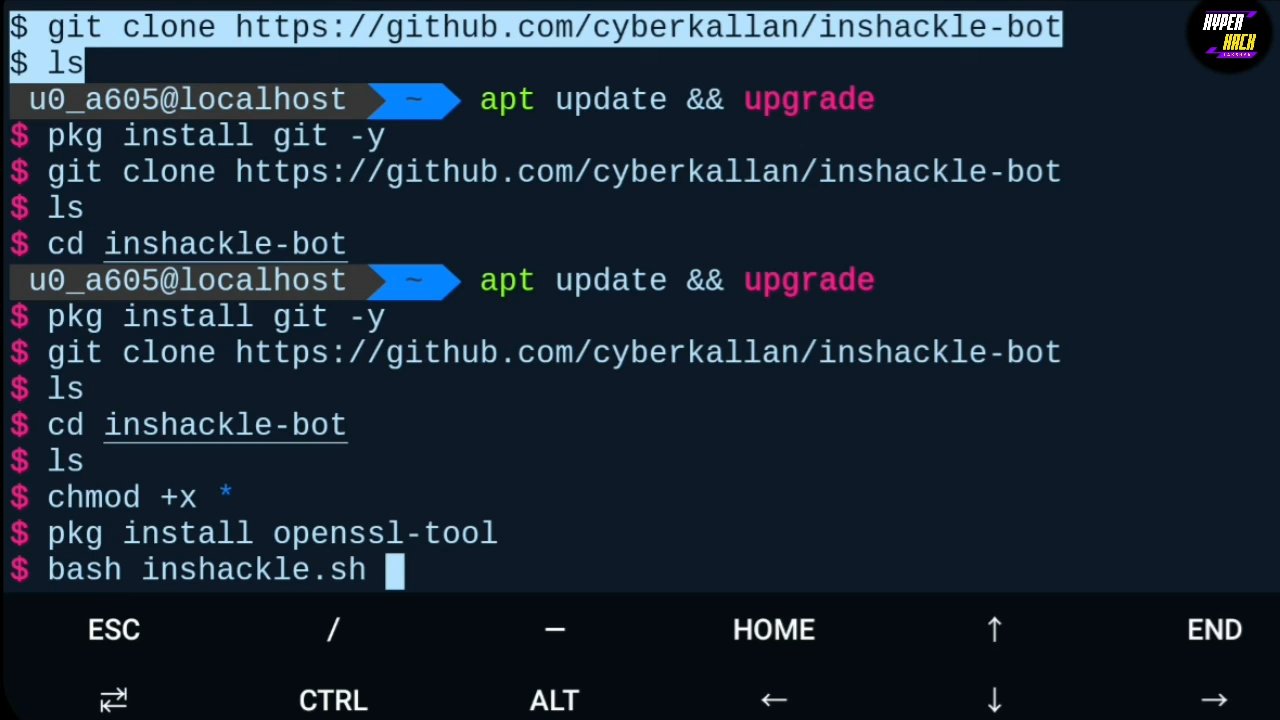 $ git clone https://github.com/cyberkallan/inshackle-bot
$ ls
u0_a605@localhost ~ apt update && upgrade
$ pkg install git -y
$ git clone https://github.com/cyberkallan/inshackle-bot
$ ls
$ cd inshackle-bot
u0_a605@localhost ~ apt update && upgrade
$ pkg install git -y
$ git clone https://github.com/cyberkallan/inshackle-bot
$ ls
$ cd inshackle-bot
$ ls
$ chmod +x *
$ pkg install openssl-tool
$ bash inshackle.sh
ESC / — HOME ↑ END
⇄ CTRL ALT ← ↓ →
HYPER
HACK